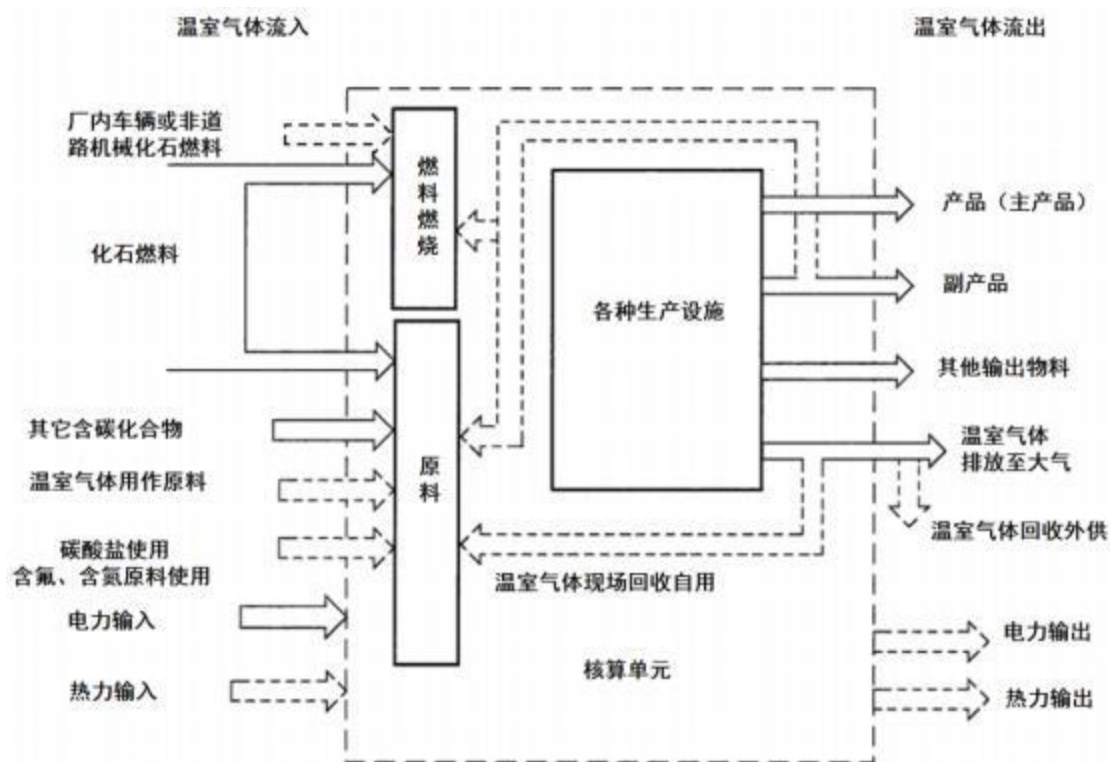 温室气体流入
温室气体流出
厂内车辆或非道
路机械化石燃料
化石燃料
其它含碳化合物
温室气体用作原料
碳酸盐使用
含氟、含氮原料使用
电力输入
热力输入
燃料燃烧
原料
各种生产设施
温室气体现场回收自用
核算单元
产品（主产品）
副产品
其他输出物料
温室气体
排放至大气
温室气体回收外供
电力输出
热力输出